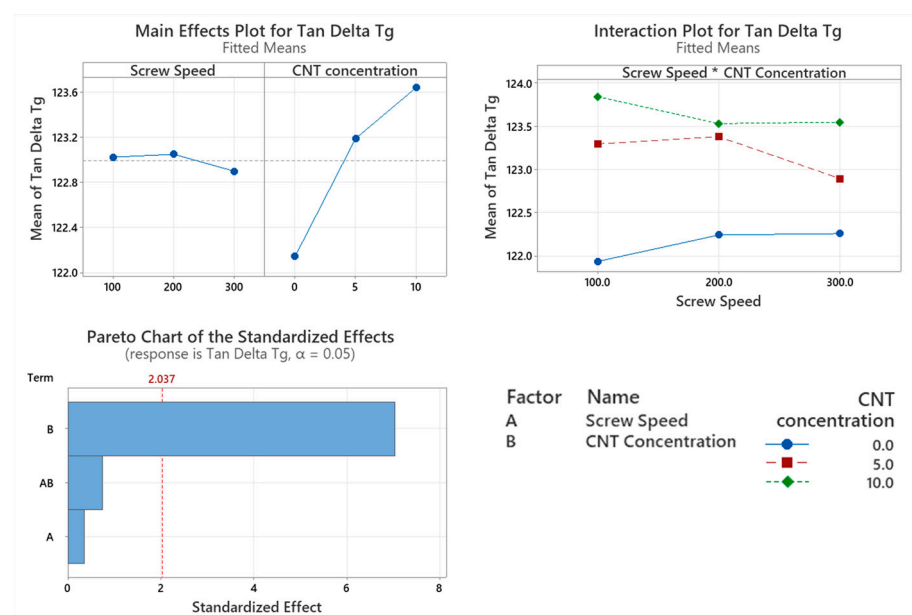 Main Effects Plot for Tan Delta Tg
Fitted Means
Screw Speed
CNT concentration
Mean of Tan Delta Tg
123.6
123.2
122.8
122.4
122.0
100
200
300
0
5
10
Interaction Plot for Tan Delta Tg
Fitted Means
Screw Speed * CNT Concentration
Mean of Tan Delta Tg
124.0
123.5
123.0
122.5
122.0
100.0
200.0
300.0
Screw Speed
Pareto Chart of the Standardized Effects
(response is Tan Delta Tg, α = 0.05)
Term
2.037
B
AB
A
0
2
4
6
8
Standardized Effect
Factor Name
A Screw Speed
B CNT Concentration
CNT
concentration
0.0
5.0
10.0